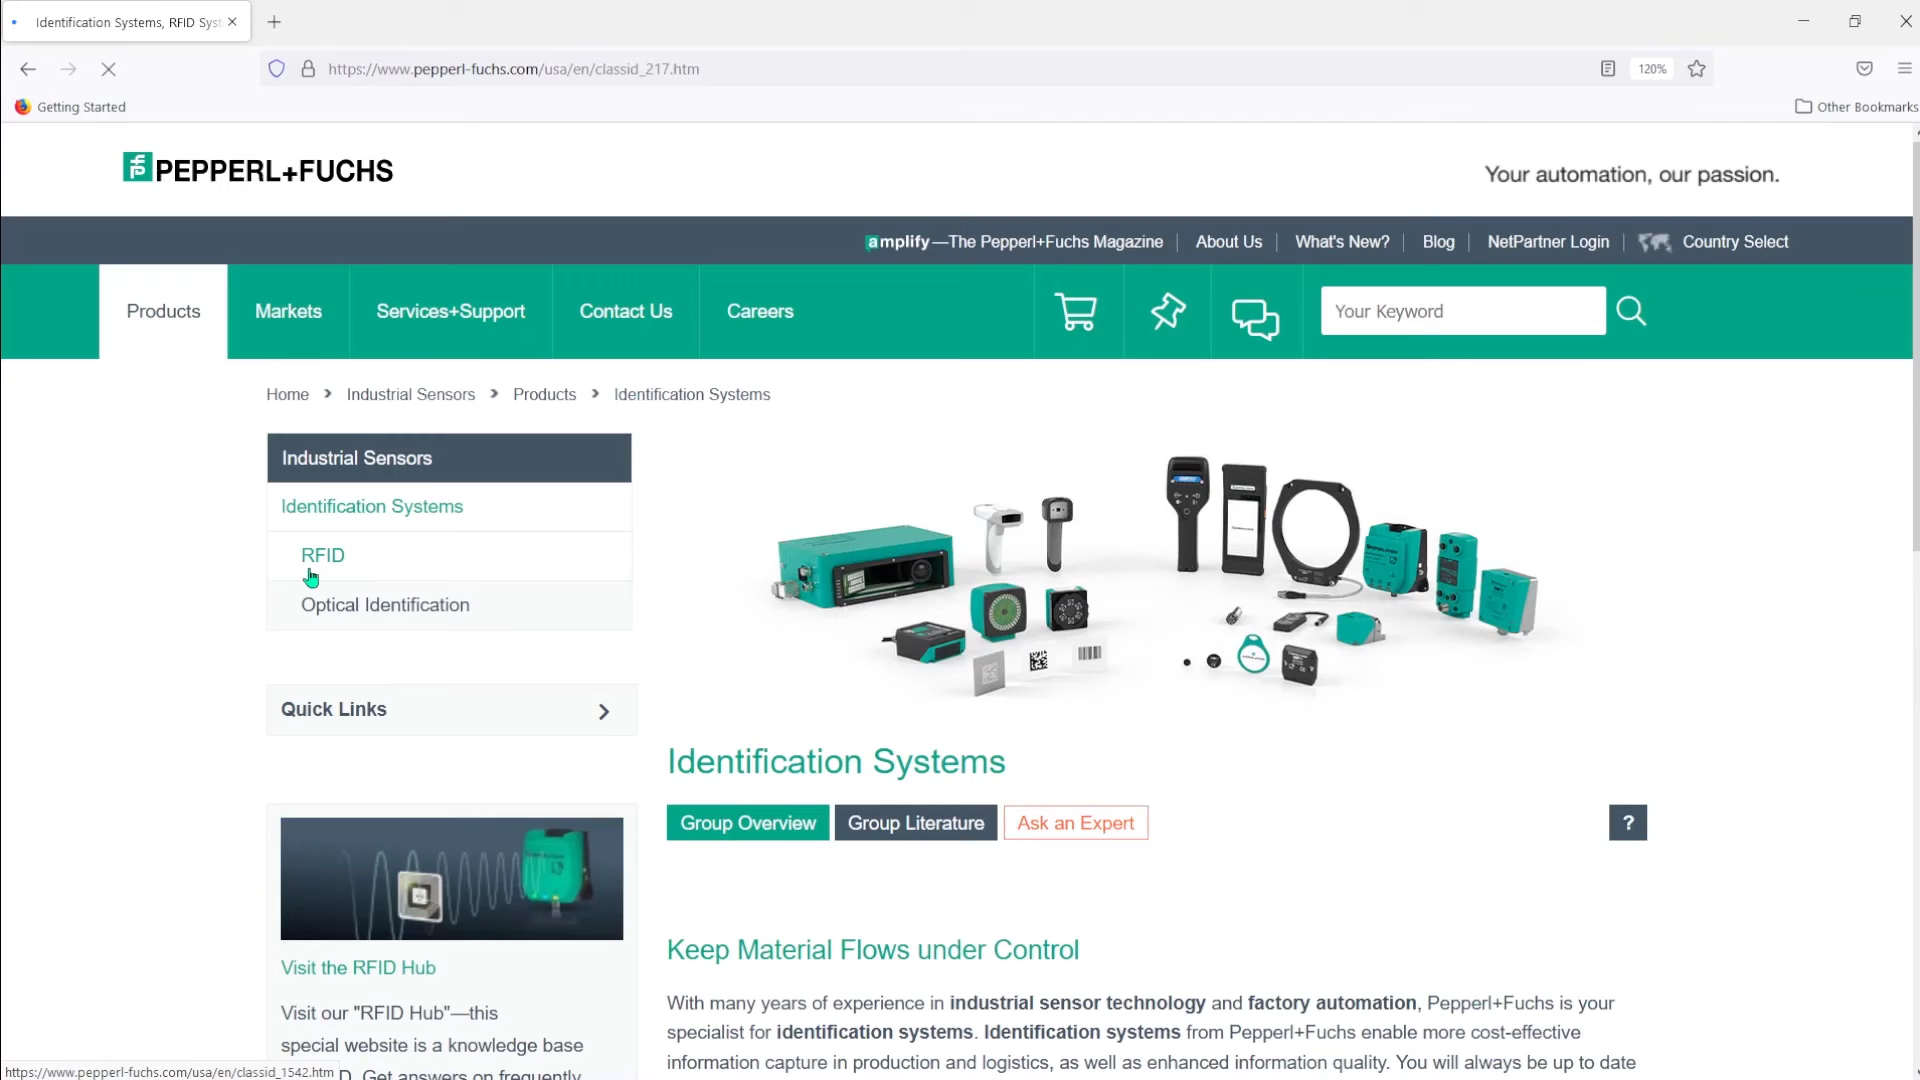 Identification Systems, RFID Syst
https://www.pepperl-fuchs.com/usa/en/classid_217.htm
120%
Getting Started
Other Bookmarks
PEPPERL+FUCHS
Your automation, our passion.
amplify—The Pepperl+Fuchs Magazine
About Us
What's New?
Blog
NetPartner Login
Country Select
Products
Markets
Services+Support
Contact Us
Careers
Your Keyword
Home > Industrial Sensors > Products > Identification Systems
Industrial Sensors
Identification Systems
RFID
Optical Identification
Quick Links
Identification Systems
Group Overview
Group Literature
Ask an Expert
?
Visit the RFID Hub
Visit our "RFID Hub"—this
special website is a knowledge base
D. Get answers on frequently
Keep Material Flows under Control
With many years of experience in industrial sensor technology and factory automation, Pepperl+Fuchs is your
specialist for identification systems. Identification systems from Pepperl+Fuchs enable more cost-effective
information capture in production and logistics, as well as enhanced information quality. You will always be up to date
https://www.pepperl-fuchs.com/usa/en/classid_1542.htm